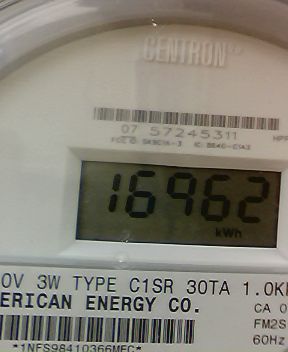 CENTRON
07 57245311
16962
kWh
0V 3W TYPE C1SR 30TA 1.0K
ERICAN ENERGY CO.
CA 0
FM2S
60Hz
*1NFS98410366MFC*